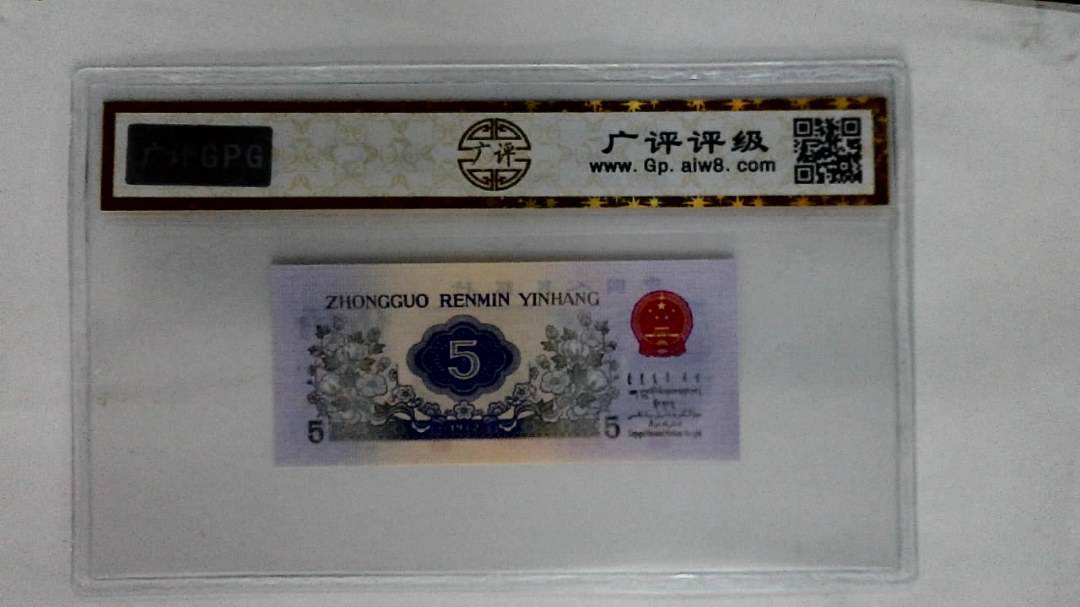 广评GPG
广评
广评评级
www. Gp. aiw8. com
ZHONGGUO RENMIN YINHANG
5
5
1972
5